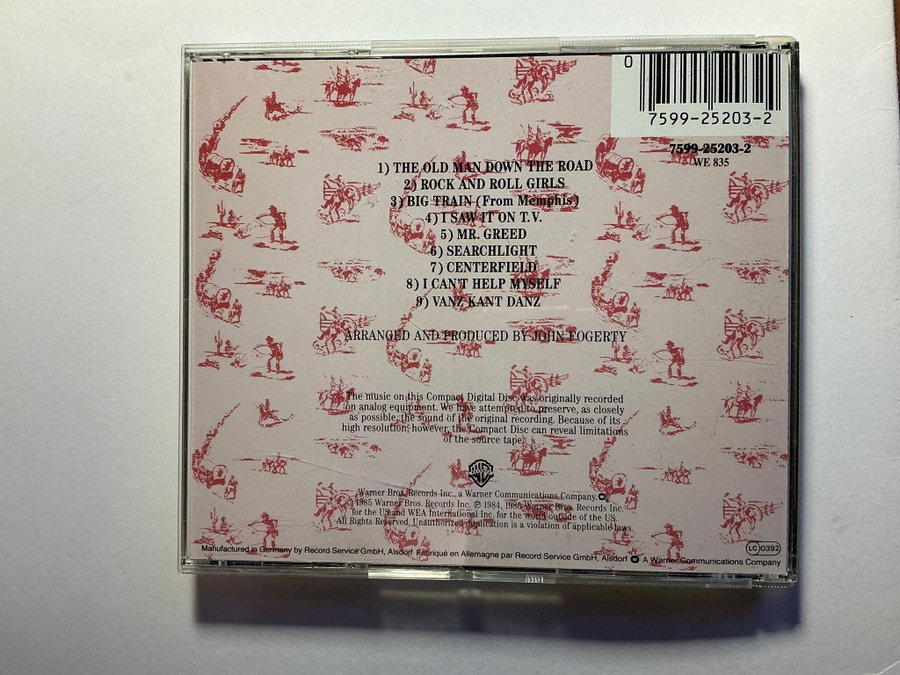 0
7599-25203-2
7599-25203-2
WE 835
1) THE OLD MAN DOWN THE ROAD
2) ROCK AND ROLL GIRLS
3) BIG TRAIN (From Memphis)
4) I SAW IT ON T.V.
5) MR. GREED
6) SEARCHLIGHT
7) CENTERFIELD
8) I CAN'T HELP MYSELF
9) VANZ KANT DANZ
ARRANGED AND PRODUCED BY JOHN FOGERTY
The music on this Compact Digital Disc was originally recorded
on analog equipment. We have attempted to preserve, as closely
as possible, the sound of the original recording. Because of its
high resolution, however, the Compact Disc can reveal limitations
of the source tape.
Warner Bros. Records Inc., a Warner Communications Company.
© 1985 Warner Bros. Records Inc. ℗ 1984, 1985 Warner Bros. Records Inc.
for the US and WEA International Inc. for the world outside of the US.
All Rights Reserved. Unauthorized duplication is a violation of applicable laws.
Manufactured in Germany by Record Service GmbH, Alsdorf Fabriqué en Allemagne par Record Service GmbH, Alsdorf A Warner Communications Company
LC 0392